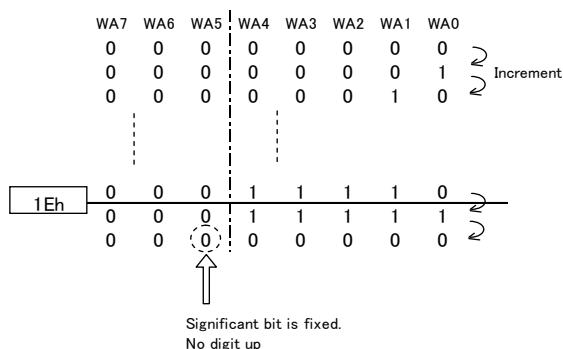 WA7 WA6 WA5 WA4 WA3 WA2 WA1 WA0
0 0 0 0 0 0 0 0
0 0 0 0 0 0 0 1 Increment
0 0 0 0 0 0 1 0
1Eh 0 0 0 1 1 1 1 0
0 0 0 1 1 1 1 1
0 0 0 0 0 0 0 0
Significant bit is fixed.
No digit up